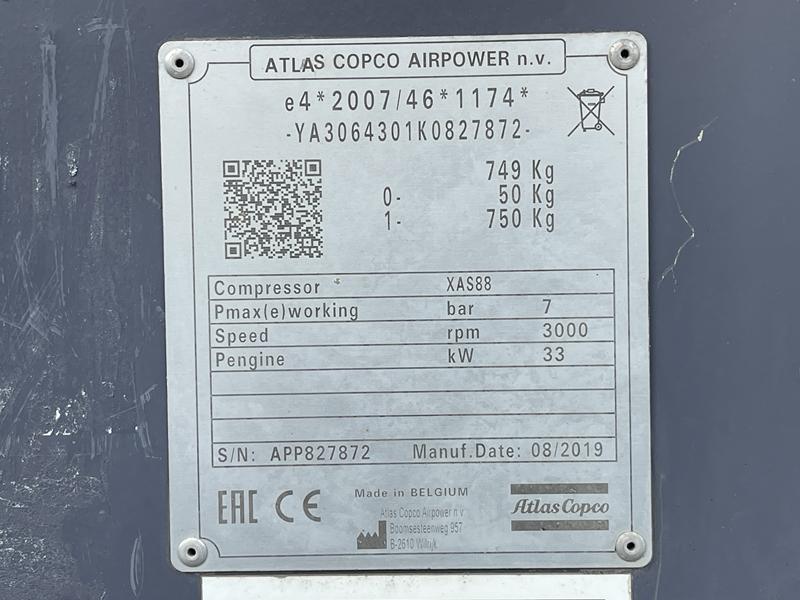 ATLAS COPCO AIRPOWER n.v.
e4*2007/46*1174*
-YA3064301K0827872-
749 Kg
0- 50 Kg
1- 750 Kg
Compressor XAS88
Pmax(e)working bar 7
Speed rpm 3000
Pengine kW 33
S/N: APP827872 Manuf.Date: 08/2019
EAC CE
Made in BELGIUM
Atlas Copco Airpower n.v
Boomsesteenweg 957
B-2610 Wilrijk
Atlas Copco